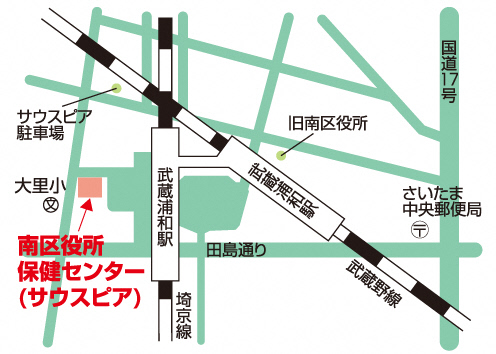 国道17号
サウスピア
駐車場
旧南区役所
武蔵浦和駅
武蔵浦和駅
大里小
文
さいたま
中央郵便局
〒
南区役所
保健センター
(サウスピア)
田島通り
埼京線
武蔵野線